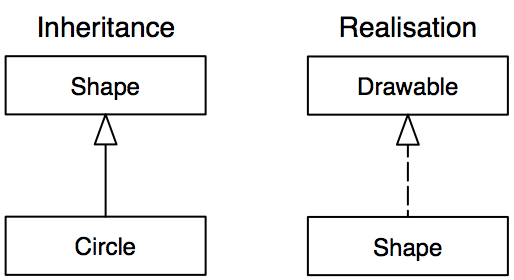 Inheritance
Realisation
Shape
Drawable
Circle
Shape